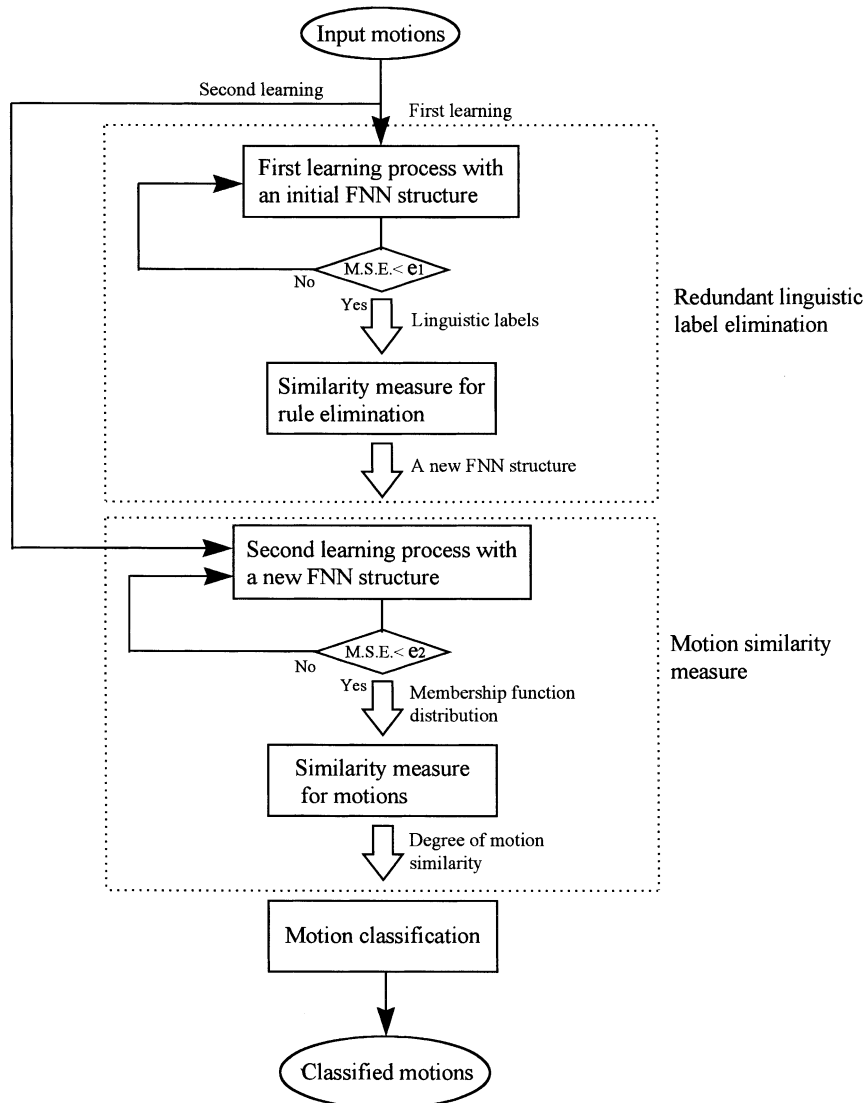 Input motions
Second learning
First learning
First learning process with
an initial FNN structure
M.S.E.< e1
No
Yes
Linguistic labels
Redundant linguistic
label elimination
Similarity measure for
rule elimination
A new FNN structure
Second learning process with
a new FNN structure
M.S.E.< e2
No
Yes
Membership function
distribution
Motion similarity
measure
Similarity measure
for motions
Degree of motion
similarity
Motion classification
Classified motions